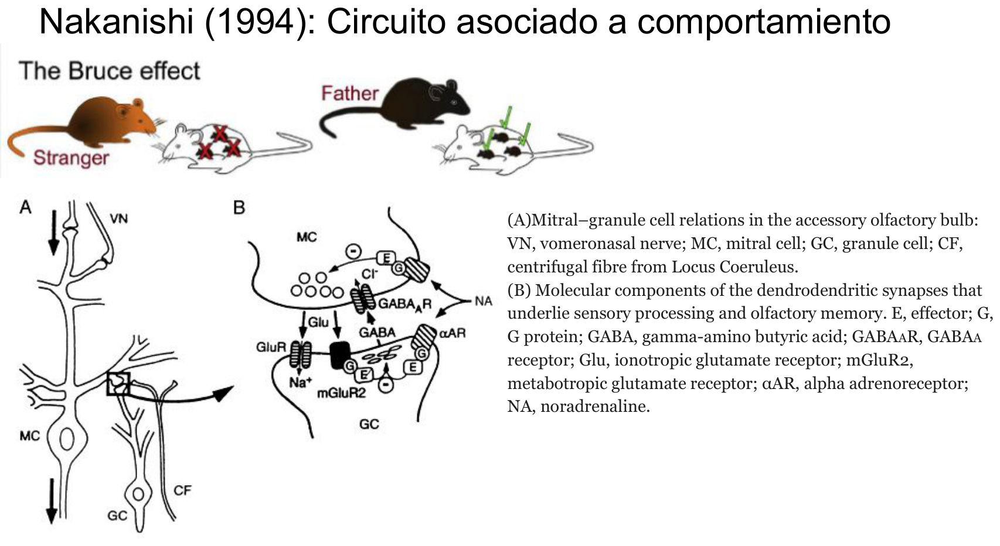 Nakanishi (1994): Circuito asociado a comportamiento
The Bruce effect
Stranger
Father
A
VN
MC
GC
CF
B
MC
-
E
G
Cl-
GABAAR
NA
Glu
GABA
αAR
GluR
G
G
E
E
Na+
-
mGluR2
GC
(A)Mitral–granule cell relations in the accessory olfactory bulb:
VN, vomeronasal nerve; MC, mitral cell; GC, granule cell; CF,
centrifugal fibre from Locus Coeruleus.
(B) Molecular components of the dendrodendritic synapses that
underlie sensory processing and olfactory memory. E, effector; G,
G protein; GABA, gamma-amino butyric acid; GABAAR, GABAA
receptor; Glu, ionotropic glutamate receptor; mGluR2,
metabotropic glutamate receptor; αAR, alpha adrenoreceptor;
NA, noradrenaline.